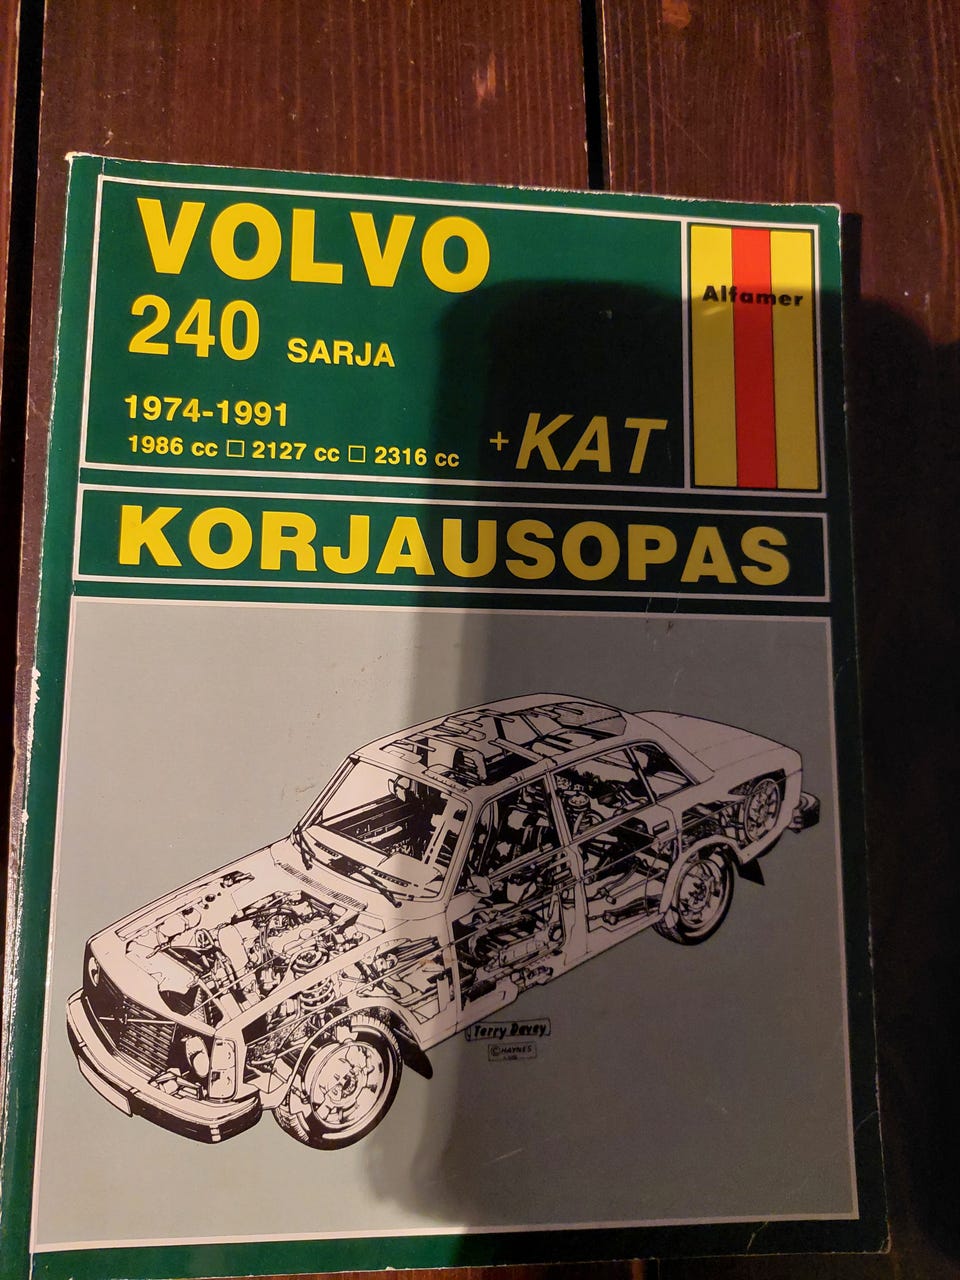 VOLVO
240 SARJA
1974-1991
1986 cc □ 2127 cc □ 2316 cc
+KAT
Alfamer
KORJAUSOPAS
Terry Davey
©HAYNES